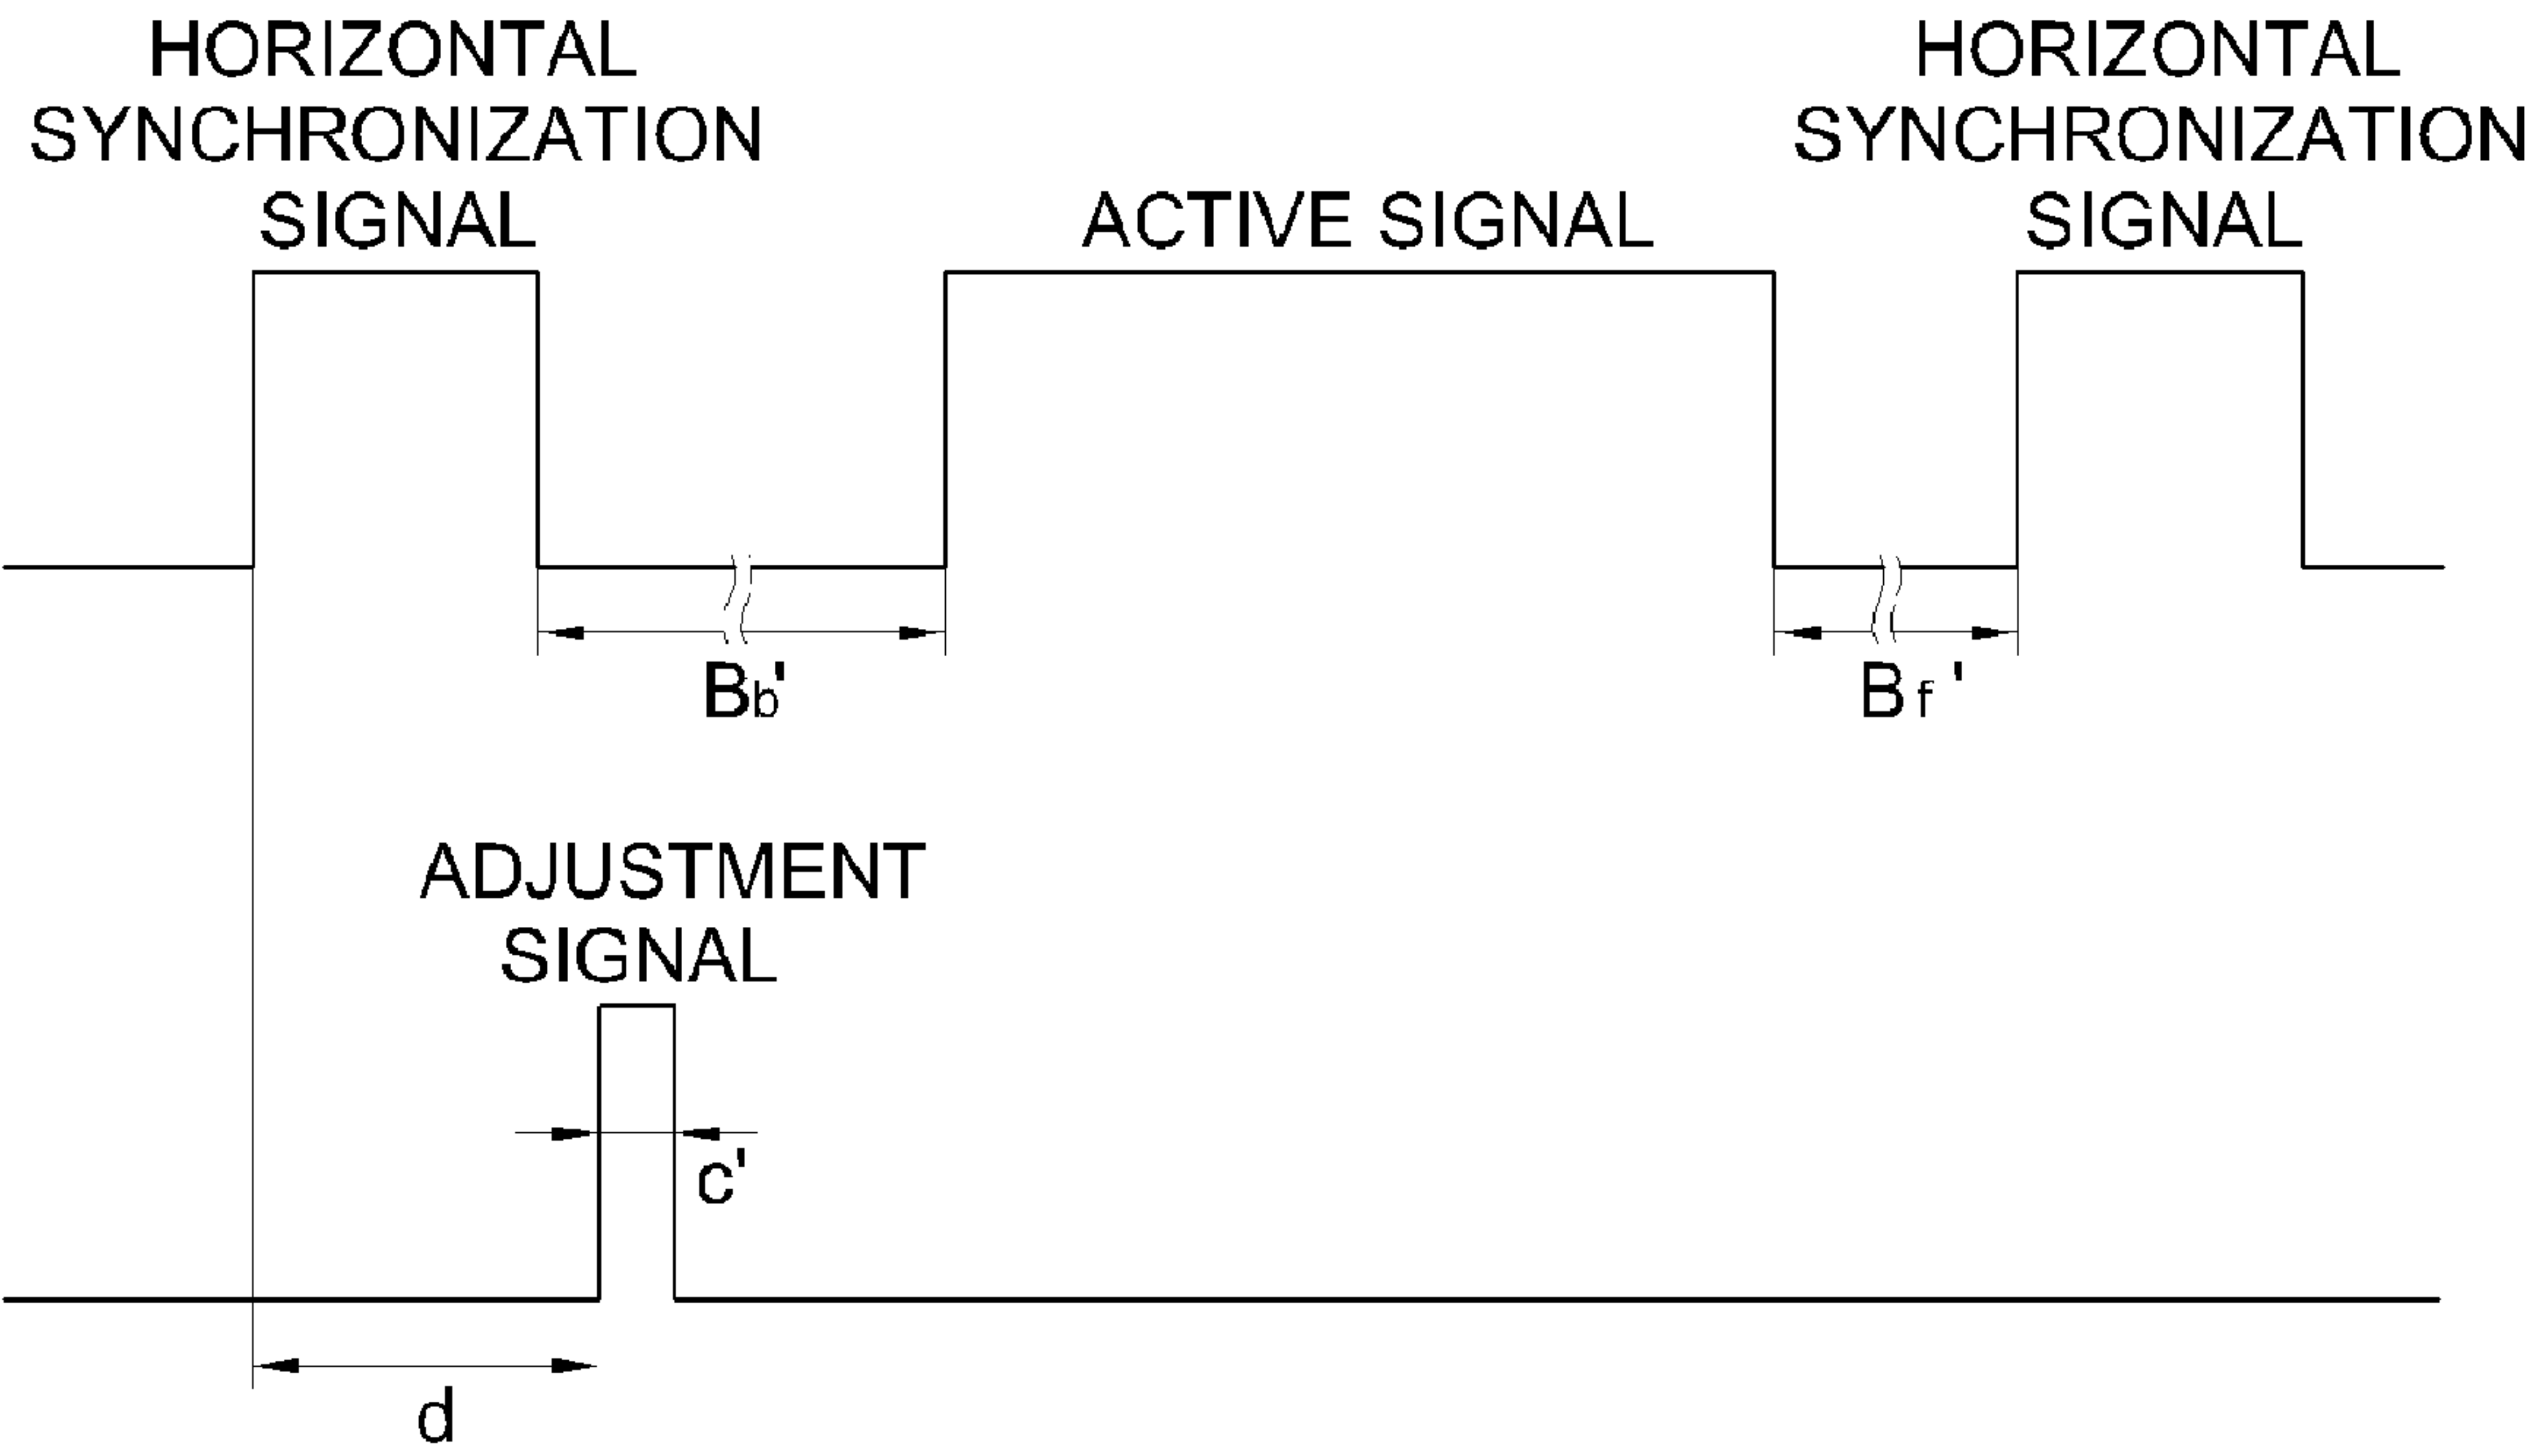 HORIZONTAL
SYNCHRONIZATION
SIGNAL
ACTIVE SIGNAL
HORIZONTAL
SYNCHRONIZATION
SIGNAL
Bb'
Bf'
ADJUSTMENT
SIGNAL
c'
d